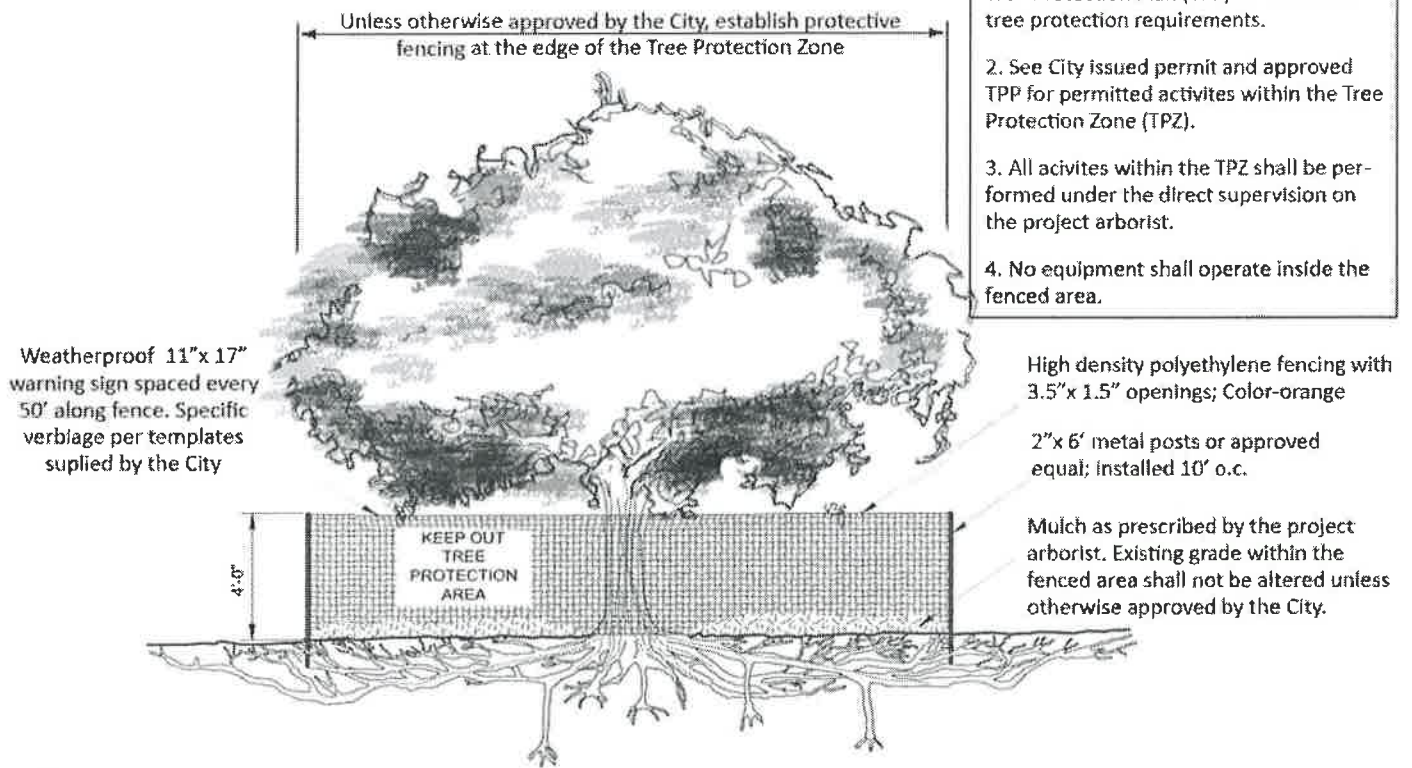 Unless otherwise approved by the City, establish protective
fencing at the edge of the Tree Protection Zone
tree protection requirements.
2. See City issued permit and approved
TPP for permitted activites within the Tree
Protection Zone (TPZ).
3. All acivites within the TPZ shall be per-
formed under the direct supervision on
the project arborist.
4. No equipment shall operate inside the
fenced area.
Weatherproof 11"x 17"
warning sign spaced every
50' along fence. Specific
verbiage per templates
suplied by the City
High density polyethylene fencing with
3.5"x 1.5" openings; Color-orange
2"x 6' metal posts or approved
equal; installed 10' o.c.
Mulch as prescribed by the project
arborist. Existing grade within the
fenced area shall not be altered unless
otherwise approved by the City.
4'-0"
KEEP OUT
TREE
PROTECTION
AREA